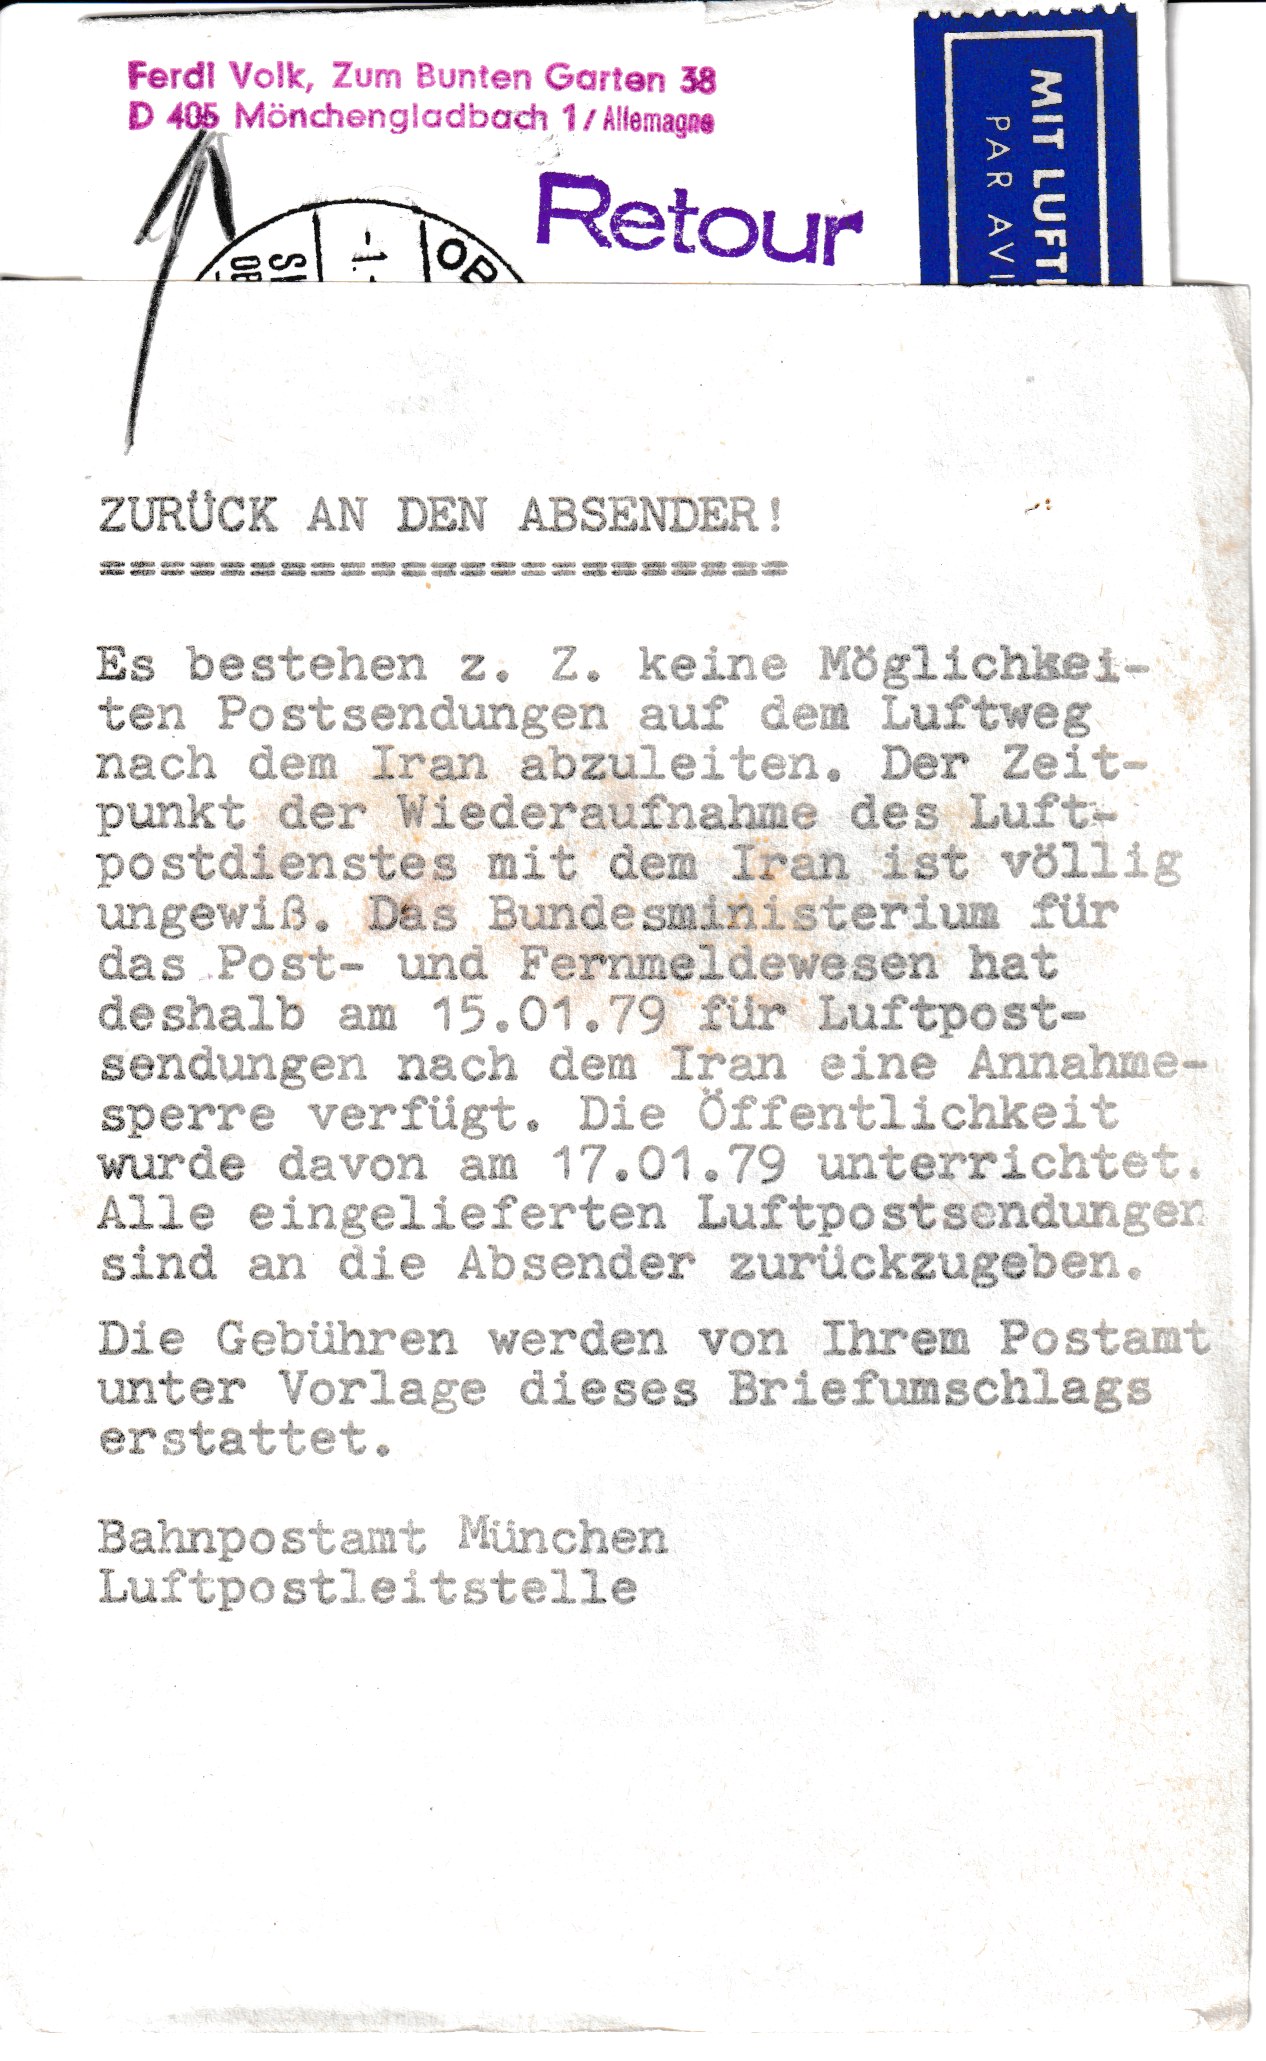 Ferdl Volk, Zum Bunten Garten 38
D 405 Mönchengladbach 1 / Allemagne
Retour
MIT LUFT
PAR AVI
-1.
OB
ZURÜCK AN DEN ABSENDER!
=======================
Es bestehen z. Z. keine Möglichkei-
ten Postsendungen auf dem Luftweg
nach dem Iran abzuleiten. Der Zeit-
punkt der Wiederaufnahme des Luft-
postdienstes mit dem Iran ist völlig
ungewiß. Das Bundesministerium für
das Post- und Fernmeldewesen hat
deshalb am 15.01.79 für Luftpost-
sendungen nach dem Iran eine Annahme-
sperre verfügt. Die Öffentlichkeit
wurde davon am 17.01.79 unterrichtet.
Alle eingelieferten Luftpostsendungen
sind an die Absender zurückzugeben.
Die Gebühren werden von Ihrem Postamt
unter Vorlage dieses Briefumschlags
erstattet.
Bahnpostamt München
Luftpostleitstelle